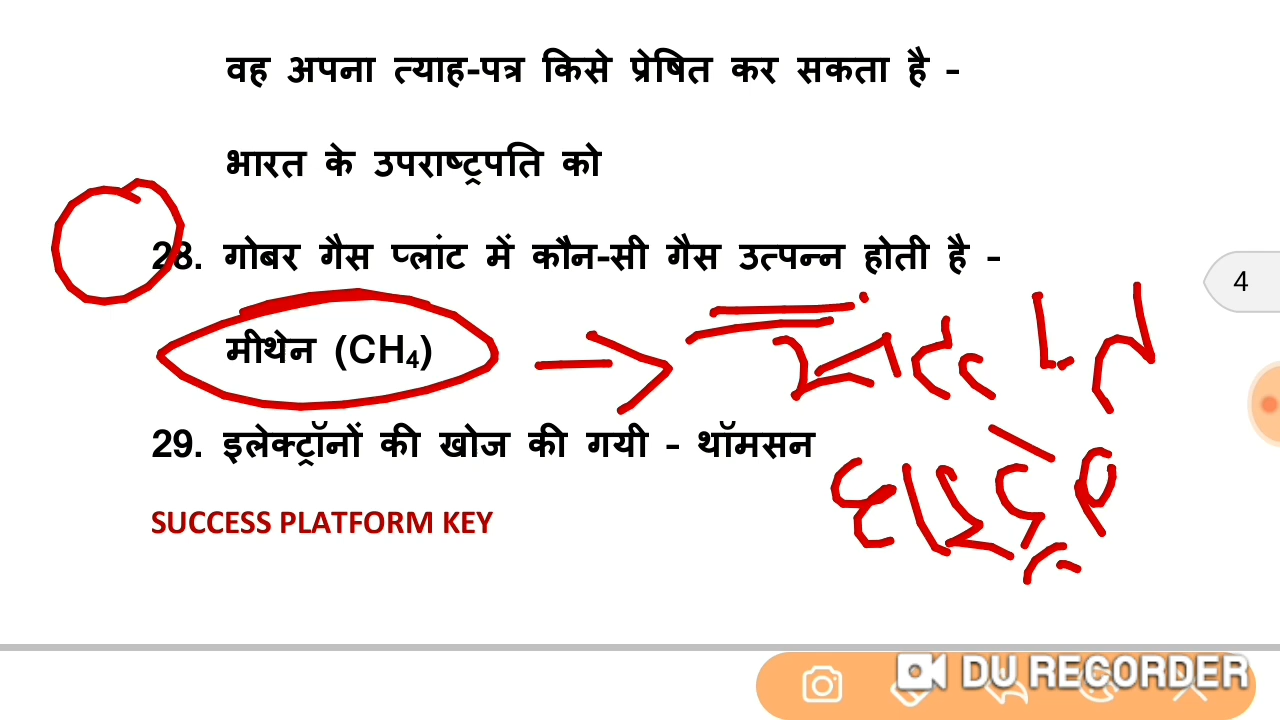 वह अपना त्याह-पत्र किसे प्रेषित कर सकता है -
भारत के उपराष्ट्रपति को
28. गोबर गैस प्लांट में कौन-सी गैस उत्पन्न होती है -
मीथेन (CH₄)
4
29. इलेक्ट्रॉनों की खोज की गयी - थॉमसन
SUCCESS PLATFORM KEY
DU RECORDER